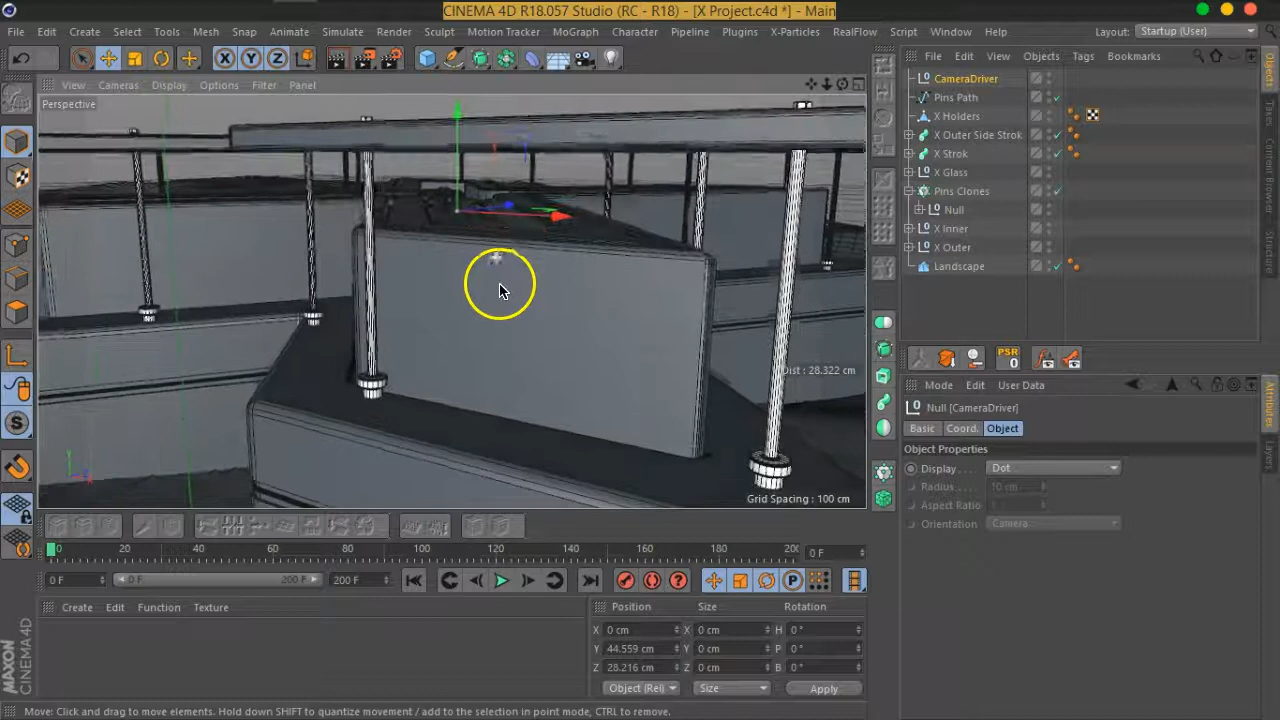 CINEMA 4D R18.057 Studio (RC - R18) - [X Project.c4d *] - Main
File Edit Create Select Tools Mesh Snap Animate Simulate Render Sculpt Motion Tracker MoGraph Character Pipeline Plugins X-Particles RealFlow Script Window Help Layout: Startup (User)
X Y Z
File Edit View Objects Tags Bookmarks
View Cameras Display Options Filter Panel
Perspective
CameraDriver
Pins Path
X Holders
X Outer Side Strok
X Strok
X Glass
Pins Clones
Null
X Inner
X Outer
Landscape
Objects
Takes
Content Browser
Structure
PSR
0
Dist : 28.322 cm
Grid Spacing : 100 cm
Mode Edit User Data
Null [CameraDriver]
Basic Coord. Object
Object Properties
Display Dot
Radius 10 cm
Aspect Ratio
Orientation Camera
Attributes
Layers
0 20 40 60 80 100 120 140 160 180 20( 0 F
0 F 0 F 200 F 200 F
P
Create Edit Function Texture
Position Size Rotation
X 0 cm X 0 cm H 0 °
Y 44.559 cm Y 0 cm P 0 °
Z 28.216 cm Z 0 cm B 0 °
Object (Rel) Size Apply
MAXON CINEMA 4D
Move: Click and drag to move elements. Hold down SHIFT to quantize movement / add to the selection in point mode, CTRL to remove.